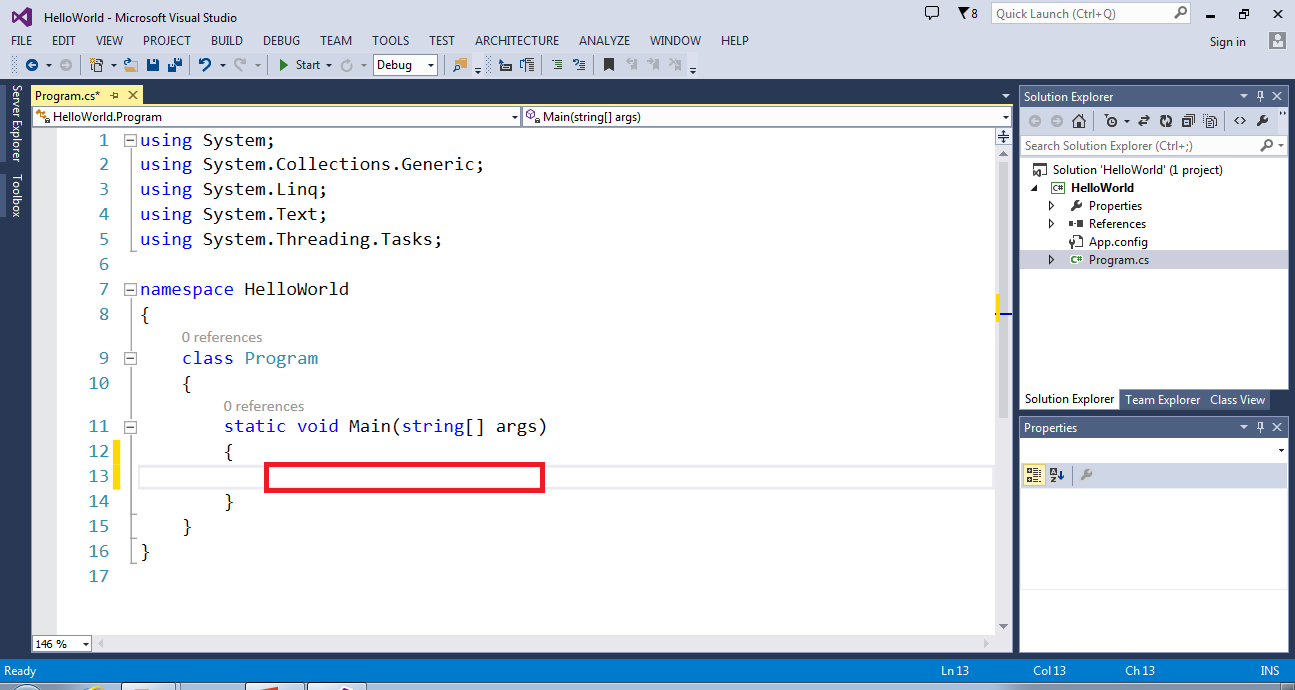 HelloWorld - Microsoft Visual Studio
8
Quick Launch (Ctrl+Q)
FILE EDIT VIEW PROJECT BUILD DEBUG TEAM TOOLS TEST ARCHITECTURE ANALYZE WINDOW HELP
Sign in
Start
Debug
Server Explorer
Toolbox
Program.cs*
HelloWorld.Program
Main(string[] args)
1 using System;
2 using System.Collections.Generic;
3 using System.Linq;
4 using System.Text;
5 using System.Threading.Tasks;
6
7 namespace HelloWorld
8 {
0 references
9 class Program
10 {
0 references
11 static void Main(string[] args)
12 {
13
14 }
15 }
16 }
17
146 %
Solution Explorer
Search Solution Explorer (Ctrl+;)
Solution 'HelloWorld' (1 project)
C# HelloWorld
Properties
References
App.config
C# Program.cs
Solution Explorer Team Explorer Class View
Properties
Ready
Ln 13 Col 13 Ch 13 INS